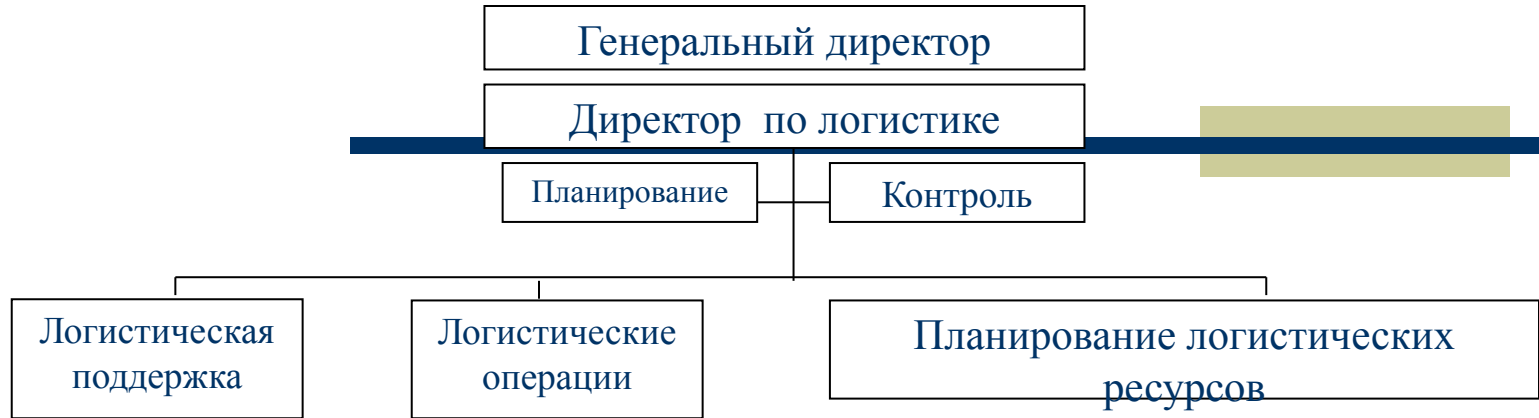 Генеральный директор
Директор по логистике
Планирование
Контроль
Логистическая
поддержка
Логистические
операции
Планирование логистических
ресурсов